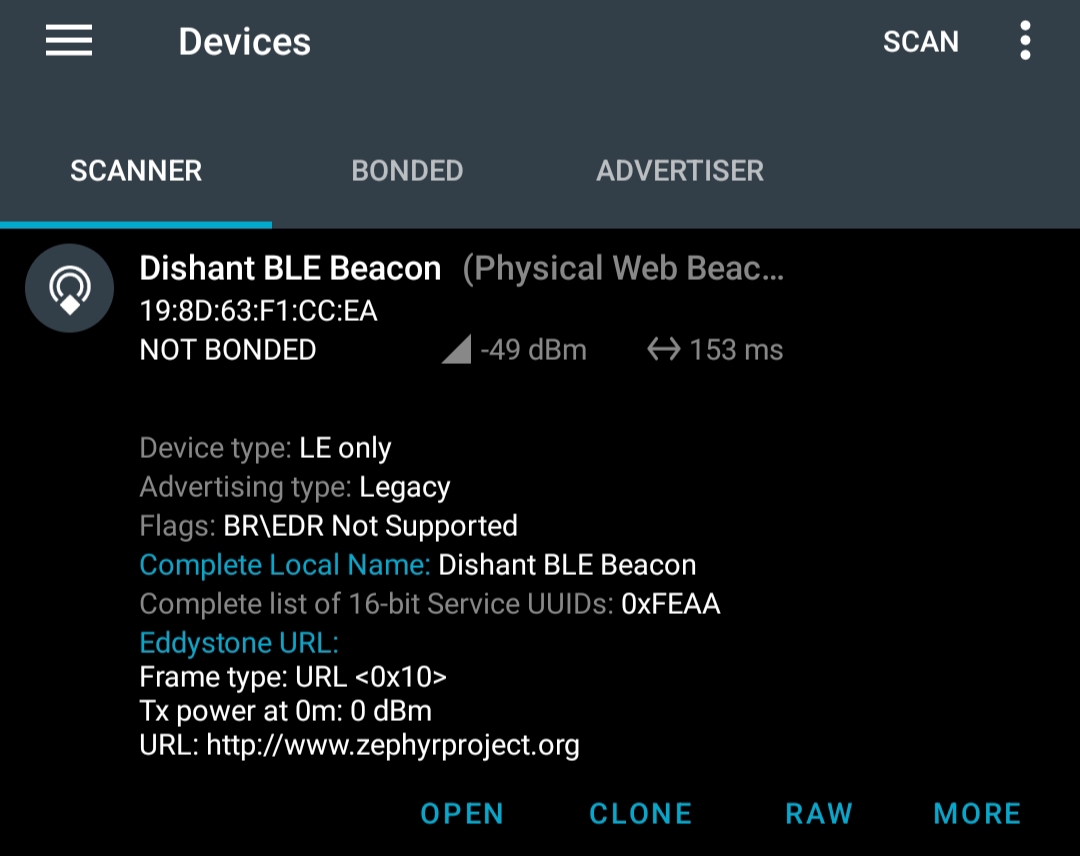 Devices SCAN
SCANNER BONDED ADVERTISER
Dishant BLE Beacon (Physical Web Beac...
19:8D:63:F1:CC:EA
NOT BONDED -49 dBm 153 ms
Device type: LE only
Advertising type: Legacy
Flags: BR\EDR Not Supported
Complete Local Name: Dishant BLE Beacon
Complete list of 16-bit Service UUIDs: 0xFEAA
Eddystone URL:
Frame type: URL <0x10>
Tx power at 0m: 0 dBm
URL: http://www.zephyrproject.org
OPEN CLONE RAW MORE